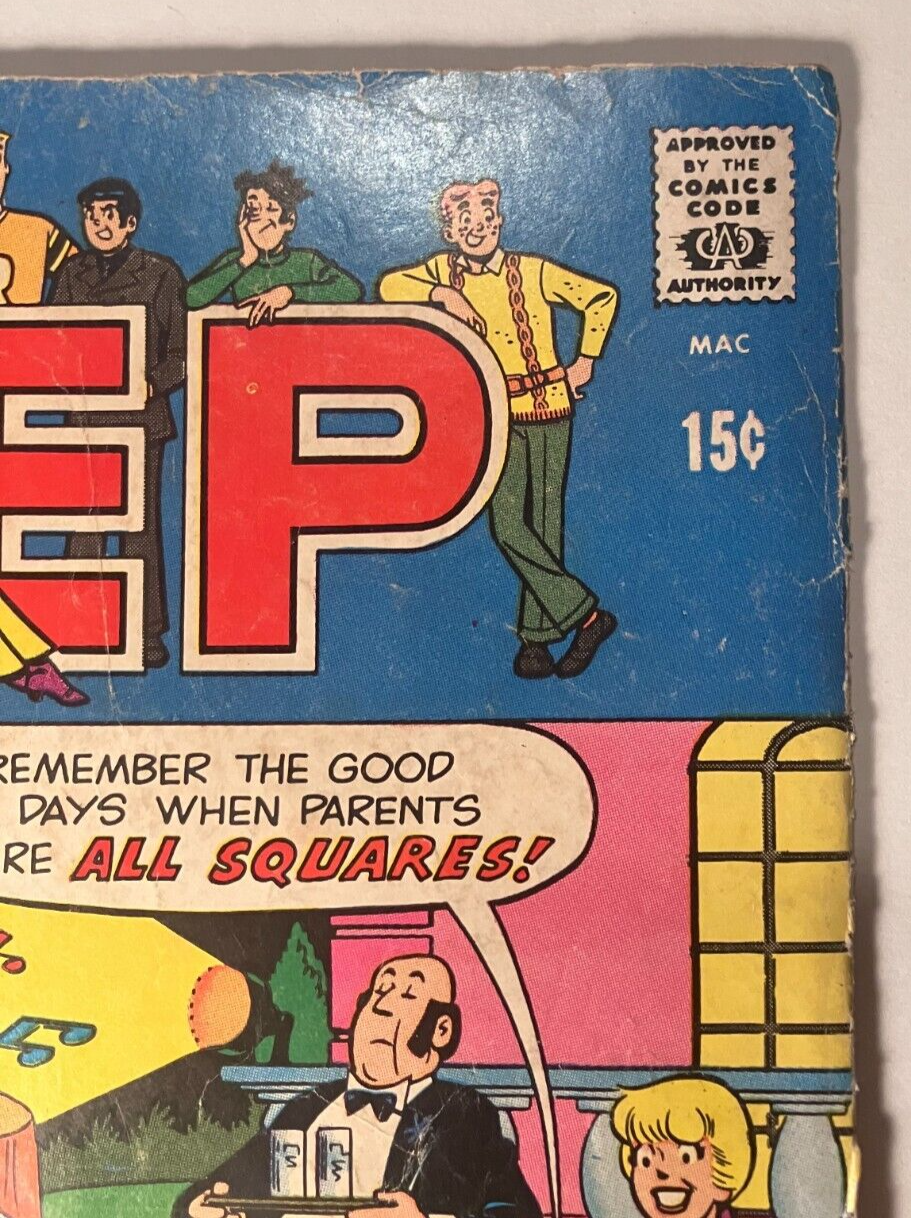 APPROVED
BY THE
COMICS
CODE
CA
AUTHORITY
MAC
15¢
R
EP
REMEMBER THE GOOD
DAYS WHEN PARENTS
RE ALL SQUARES!